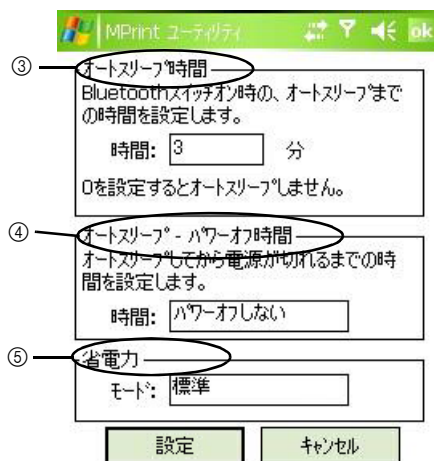 MPrint ユーティリティ ok
③ オートスリープ時間
Bluetoothスイッチオン時の、オートスリープまで
の時間を設定します。
時間: 3 分
0を設定するとオートスリープしません。
④ オートスリープ - パワーオフ時間
オートスリープしてから電源が切れるまでの時
間を設定します。
時間: パワーオフしない
⑤ 省電力
モード: 標準
設定 キャンセル